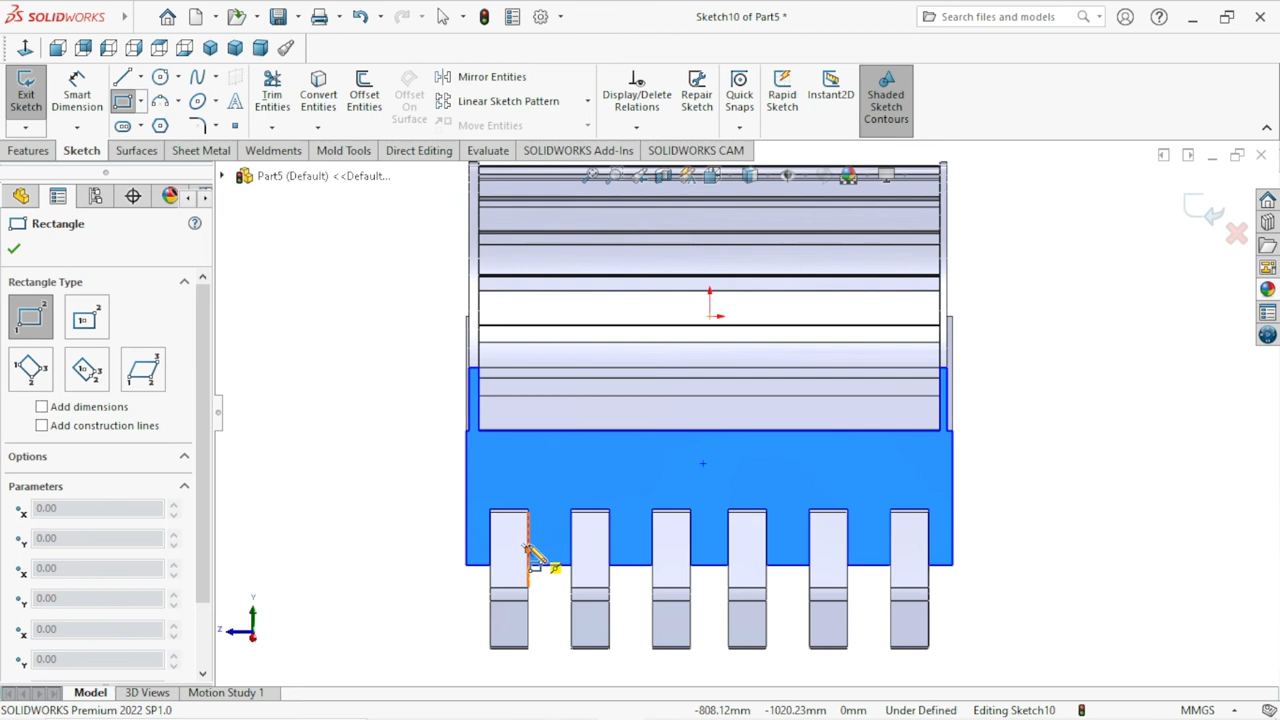 SOLIDWORKS
Sketch10 of Part5 *
Search files and models
Exit Sketch
Smart Dimension
Trim Entities
Convert Entities
Offset Entities
Offset On Surface
Mirror Entities
Linear Sketch Pattern
Move Entities
Display/Delete Relations
Repair Sketch
Quick Snaps
Rapid Sketch
Instant2D
Shaded Sketch Contours
Features
Sketch
Surfaces
Sheet Metal
Weldments
Mold Tools
Direct Editing
Evaluate
SOLIDWORKS Add-Ins
SOLIDWORKS CAM
Part5 (Default) <<Default...
Rectangle
Rectangle Type
Add dimensions
Add construction lines
Options
Parameters
x 0.00
Y 0.00
x 0.00
Y 0.00
x 0.00
Y 0.00
Y
Z
Model
3D Views
Motion Study 1
SOLIDWORKS Premium 2022 SP1.0
-808.12mm
-1020.23mm
0mm
Under Defined
Editing Sketch10
MMGS